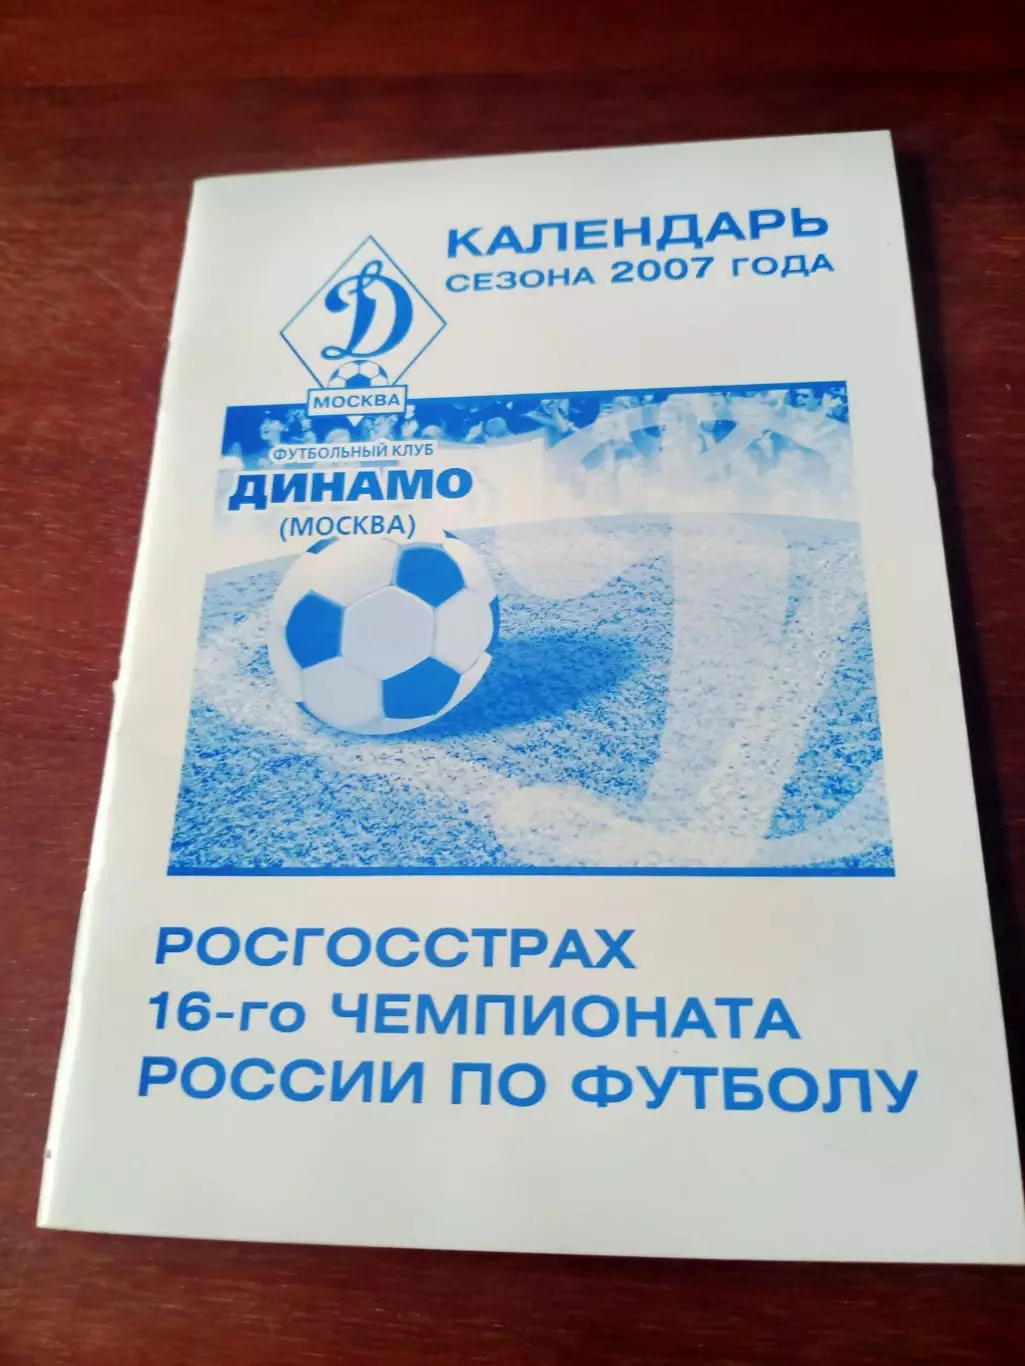 КАЛЕНДАРЬ
СЕЗОНА 2007 ГОДА
Д
МОСКВА
ФУТБОЛЬНЫЙ КЛУБ
ДИНАМО
(МОСКВА)
РОСГОССТРАХ
16-го ЧЕМПИОНАТА
РОССИИ ПО ФУТБОЛУ